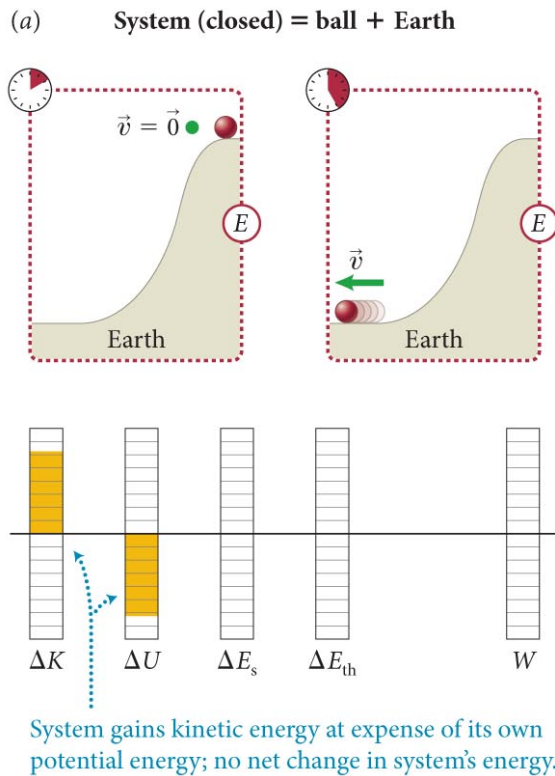 (a) System (closed) = ball + Earth
v⃗ = 0⃗
E
Earth
v⃗
E
Earth
ΔK ΔU ΔEs ΔEth W
System gains kinetic energy at expense of its own
potential energy; no net change in system's energy.